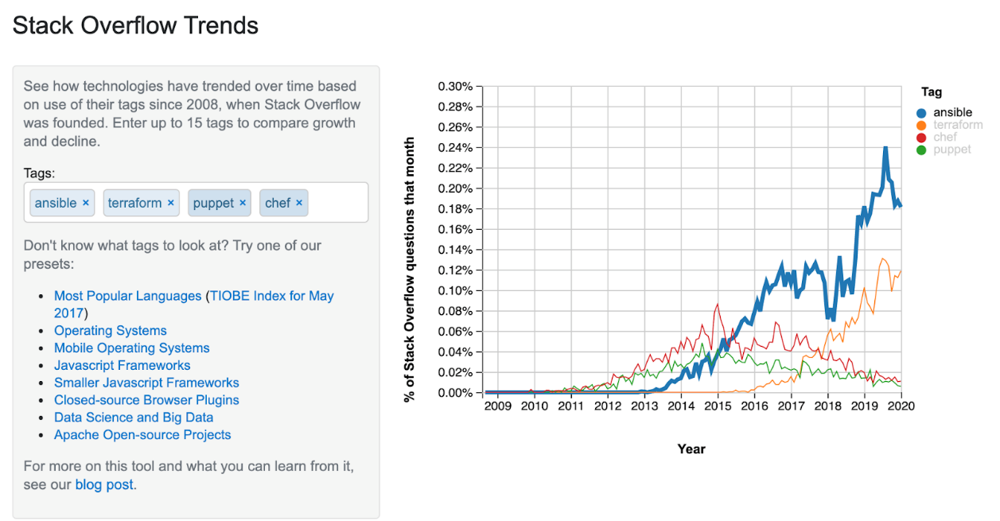 Stack Overflow Trends
See how technologies have trended over time based
on use of their tags since 2008, when Stack Overflow
was founded. Enter up to 15 tags to compare growth
and decline.
Tags:
ansible × terraform × puppet × chef ×
Don't know what tags to look at? Try one of our
presets:
Most Popular Languages (TIOBE Index for May
2017)
Operating Systems
Mobile Operating Systems
Javascript Frameworks
Smaller Javascript Frameworks
Closed-source Browser Plugins
Data Science and Big Data
Apache Open-source Projects
For more on this tool and what you can learn from it,
see our blog post.
% of Stack Overflow questions that month
0.30%
0.28%
0.26%
0.24%
0.22%
0.20%
0.18%
0.16%
0.14%
0.12%
0.10%
0.08%
0.06%
0.04%
0.02%
0.00%
2009 2010 2011 2012 2013 2014 2015 2016 2017 2018 2019 2020
Year
Tag
ansible
terraform
chef
puppet